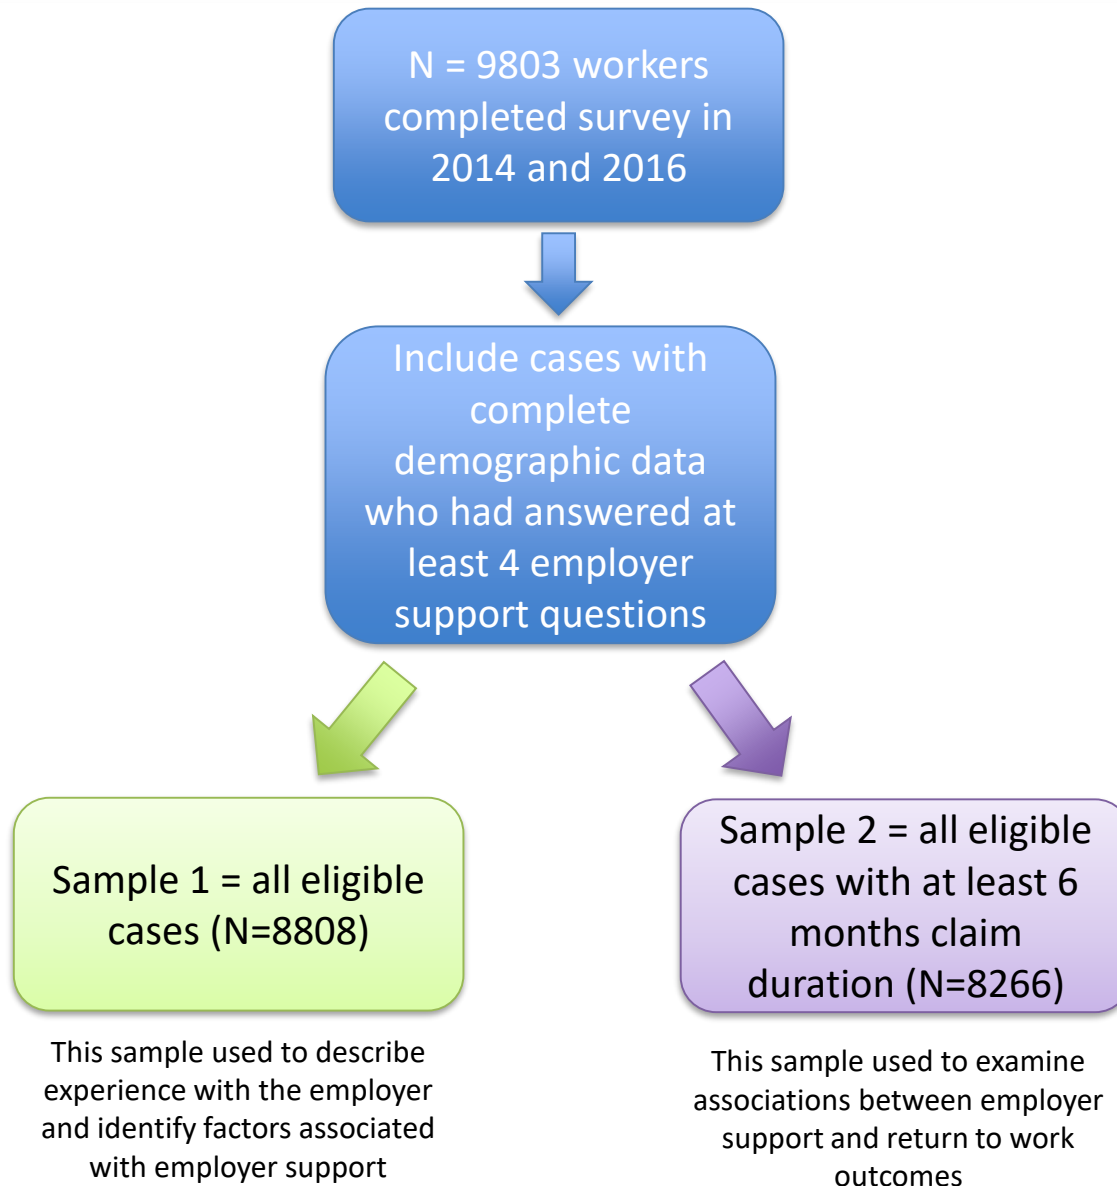 N = 9803 workers
completed survey in
2014 and 2016
Include cases with
complete
demographic data
who had answered at
least 4 employer
support questions
Sample 1 = all eligible
cases (N=8808)
This sample used to describe
experience with the employer
and identify factors associated
with employer support
Sample 2 = all eligible
cases with at least 6
months claim
duration (N=8266)
This sample used to examine
associations between employer
support and return to work
outcomes